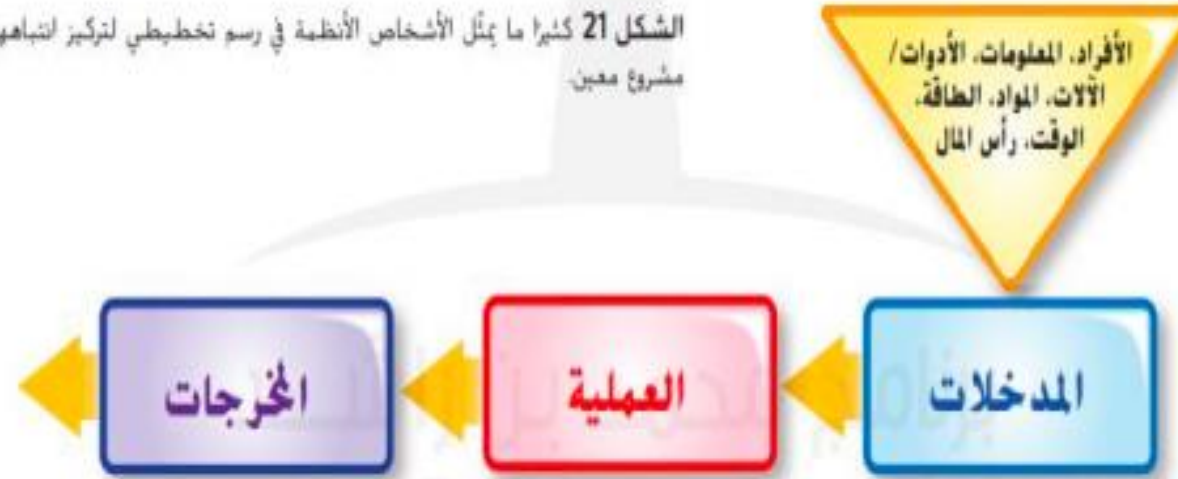 الشكل 21 كثيرا ما يمثّل الأشخاص الأنظمة في رسم تخطيطي لتركيز
مشروع معين.
الأفراد، المعلومات، الأدوات/
الآلات، المواد، الطاقة،
الوقت، رأس المال
المدخلات
العملية
المخرجات